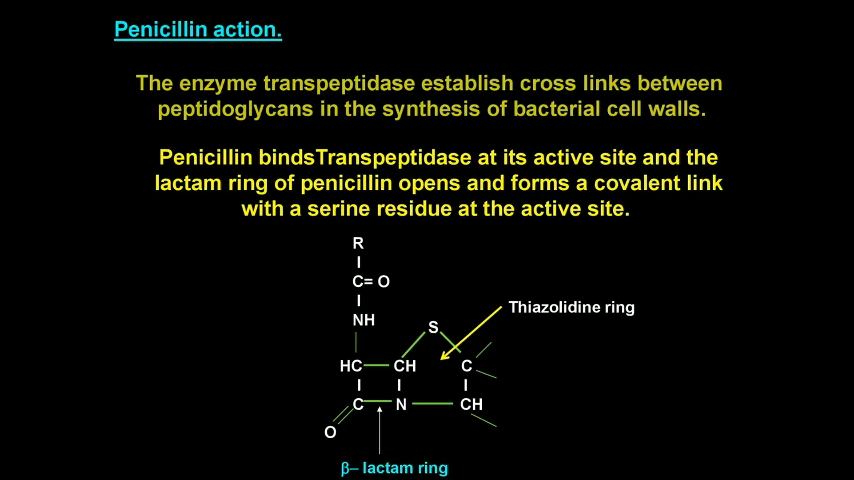 Penicillin action.
The enzyme transpeptidase establish cross links between
peptidoglycans in the synthesis of bacterial cell walls.
Penicillin bindsTranspeptidase at its active site and the
lactam ring of penicillin opens and forms a covalent link
with a serine residue at the active site.
R
C= O
NH
Thiazolidine ring
S
HC CH C
C N CH
O
β– lactam ring